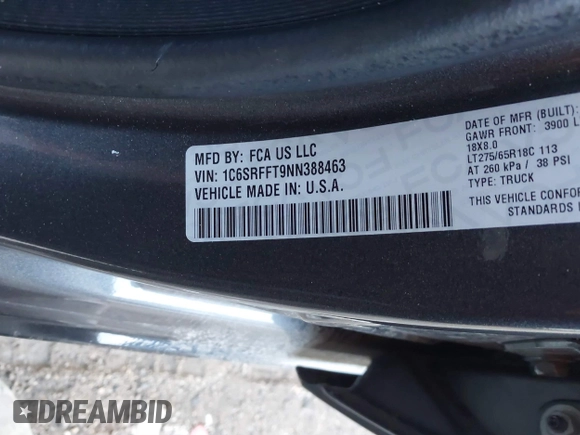 MFD BY: FCA US LLC
VIN: 1C6SRFFT9NN388463
VEHICLE MADE IN U.S.A.
DATE OF MFR (BUILT):
GAWR FRONT: 3900 L
18X8.0
LT275/65R18C 113
AT 260 kPa / 38 PSI
TYPE: TRUCK
THIS VEHICLE CONFOR
STANDARDS I
DREAMBID